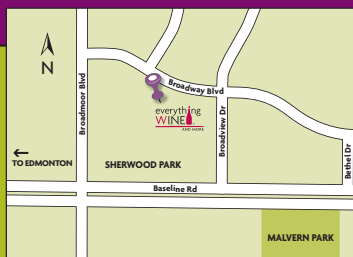 N
Broadmoor Blvd
Broadway Blvd
everything
WINE
AND MORE
Broadview Dr
Bethel Dr
← TO EDMONTON
SHERWOOD PARK
Baseline Rd
MALVERN PARK